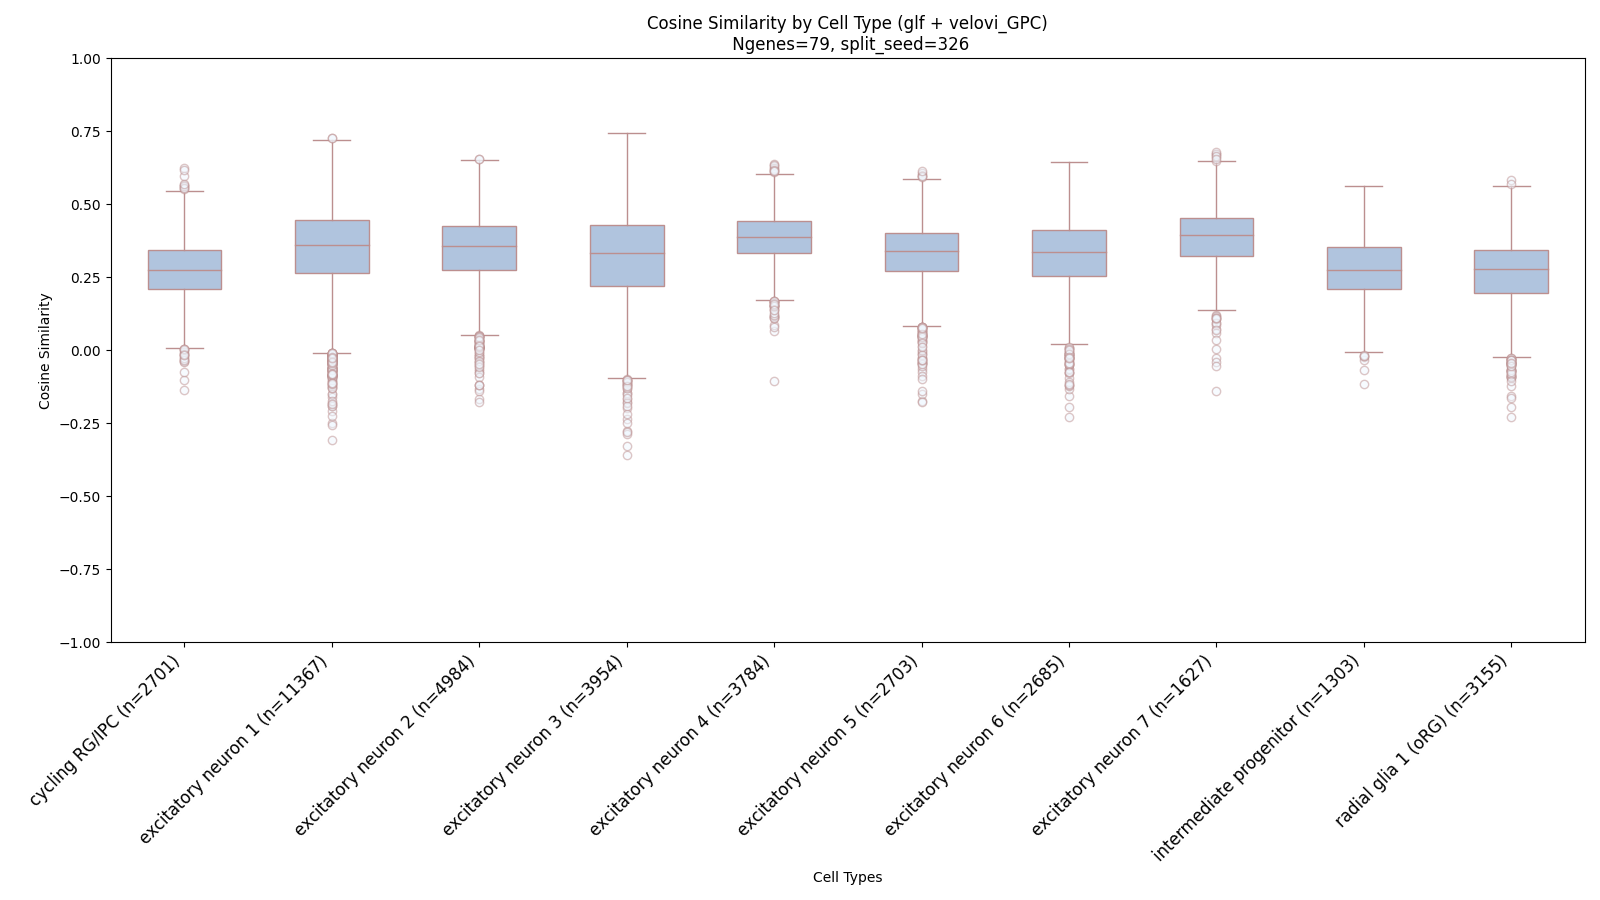 Cosine Similarity by Cell Type (glf + velovi_GPC)
Ngenes=79, split_seed=326
1.00
0.75
0.50
0.25
0.00
−0.25
−0.50
−0.75
−1.00
Cosine Similarity
cycling RG/IPC (n=2701)
excitatory neuron 1 (n=11367)
excitatory neuron 2 (n=4984)
excitatory neuron 3 (n=3954)
excitatory neuron 4 (n=3784)
excitatory neuron 5 (n=2703)
excitatory neuron 6 (n=2685)
excitatory neuron 7 (n=1627)
intermediate progenitor (n=1303)
radial glia 1 (oRG) (n=3155)
Cell Types